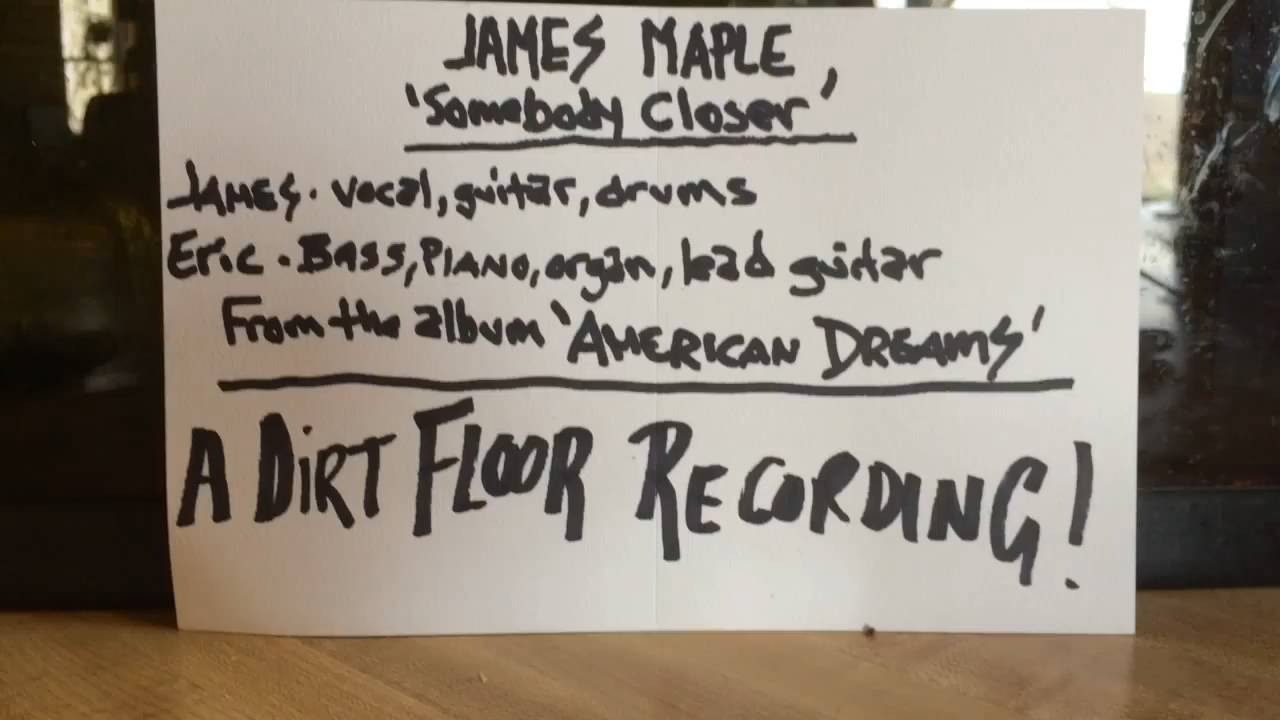 JAMES MAPLE,
'Somebody Closer'
JAMES. vocal, guitar, drums
Eric. BASS, PIANO, organ, lead guitar
From the album 'AMERICAN DREAMS'
A DiRT FLOOR RECORDING!